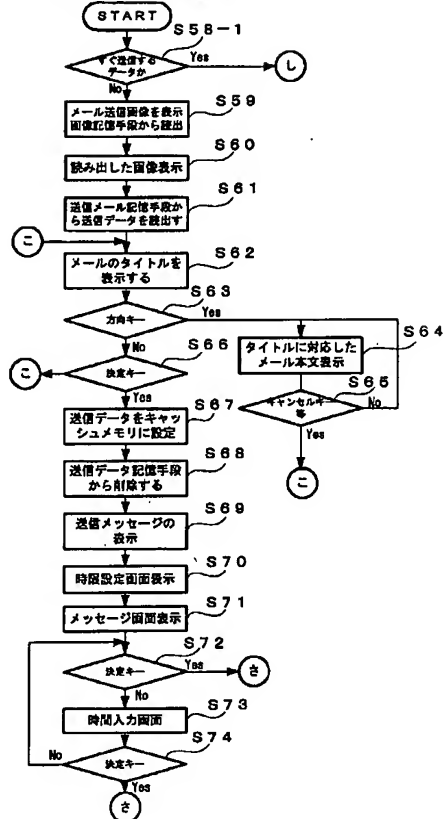 START
S58-1
すぐ送信する
データか
Yes
し
No
S59
メール送信画像を表示
画像記憶手段から読出
S60
読み出した画像表示
S61
送信メール記憶手段か
ら送信データを読出す
こ
S62
メールのタイトルを
表示する
S63
方向キー
Yes
No
S64
タイトルに対応した
メール本文表示
S65
キャンセルキー
等
No
Yes
こ
S66
決定キー
こ
Yes
S67
送信データをキャッ
シュメモリに設定
S68
送信データ記憶手段
から削除する
S69
送信メッセージの
表示
S70
時限設定画面表示
S71
メッセージ画面表示
S72
決定キー
Yes
さ
No
S73
時間入力画面
S74
決定キー
No
Yes
さ